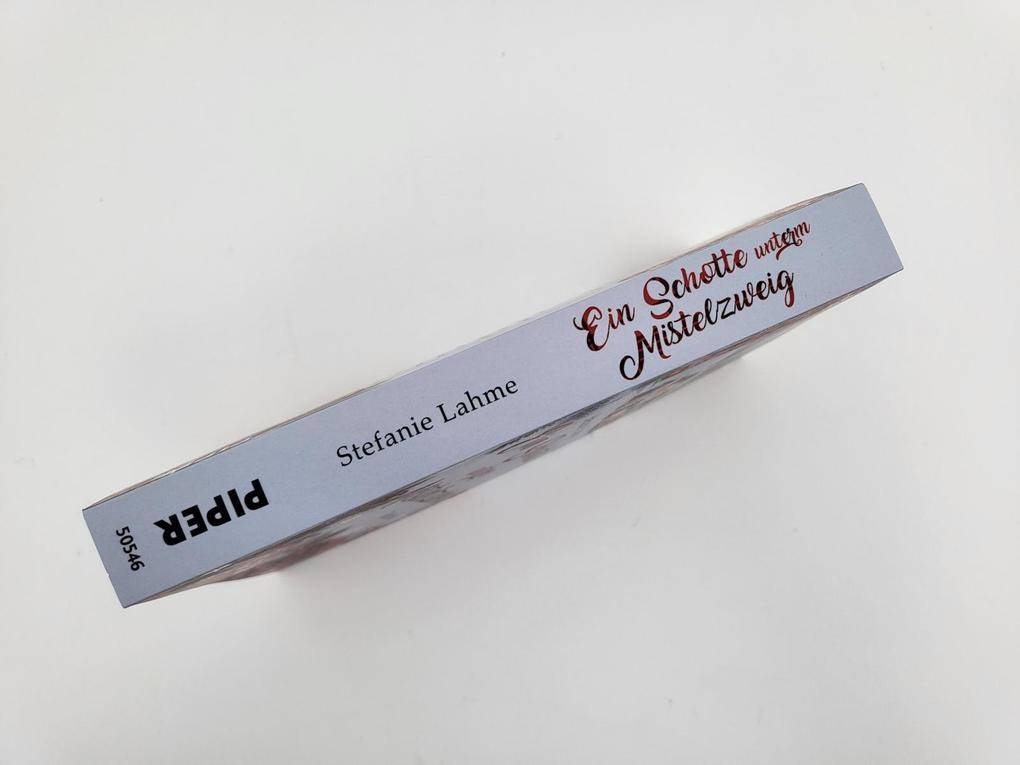 Ein Schotte unterm
Mistelzweig
Stefanie Lahme
PIPER
50546